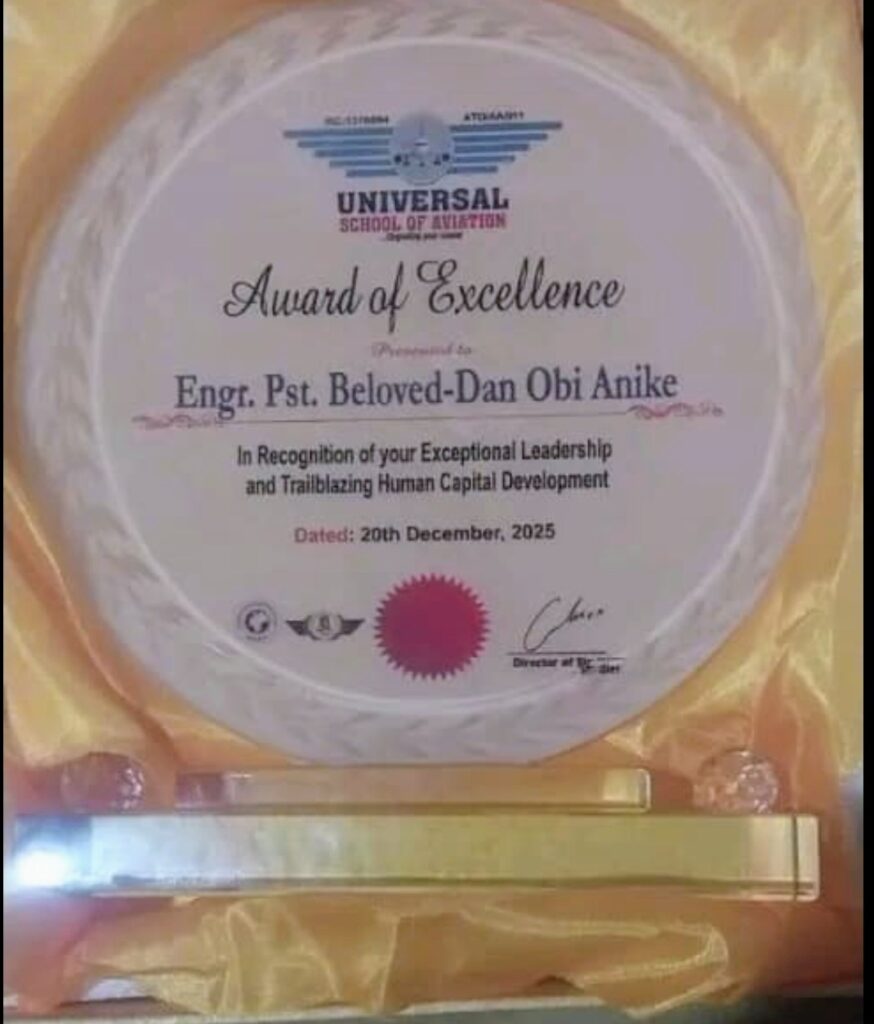 UNIVERSAL
SCHOOL OF AVIATION
Award of Excellence
Presented to
Engr. Pst. Beloved-Dan Obi Anike
In Recognition of your Exceptional Leadership
and Trailblazing Human Capital Development
Dated: 20th December, 2025
Director of